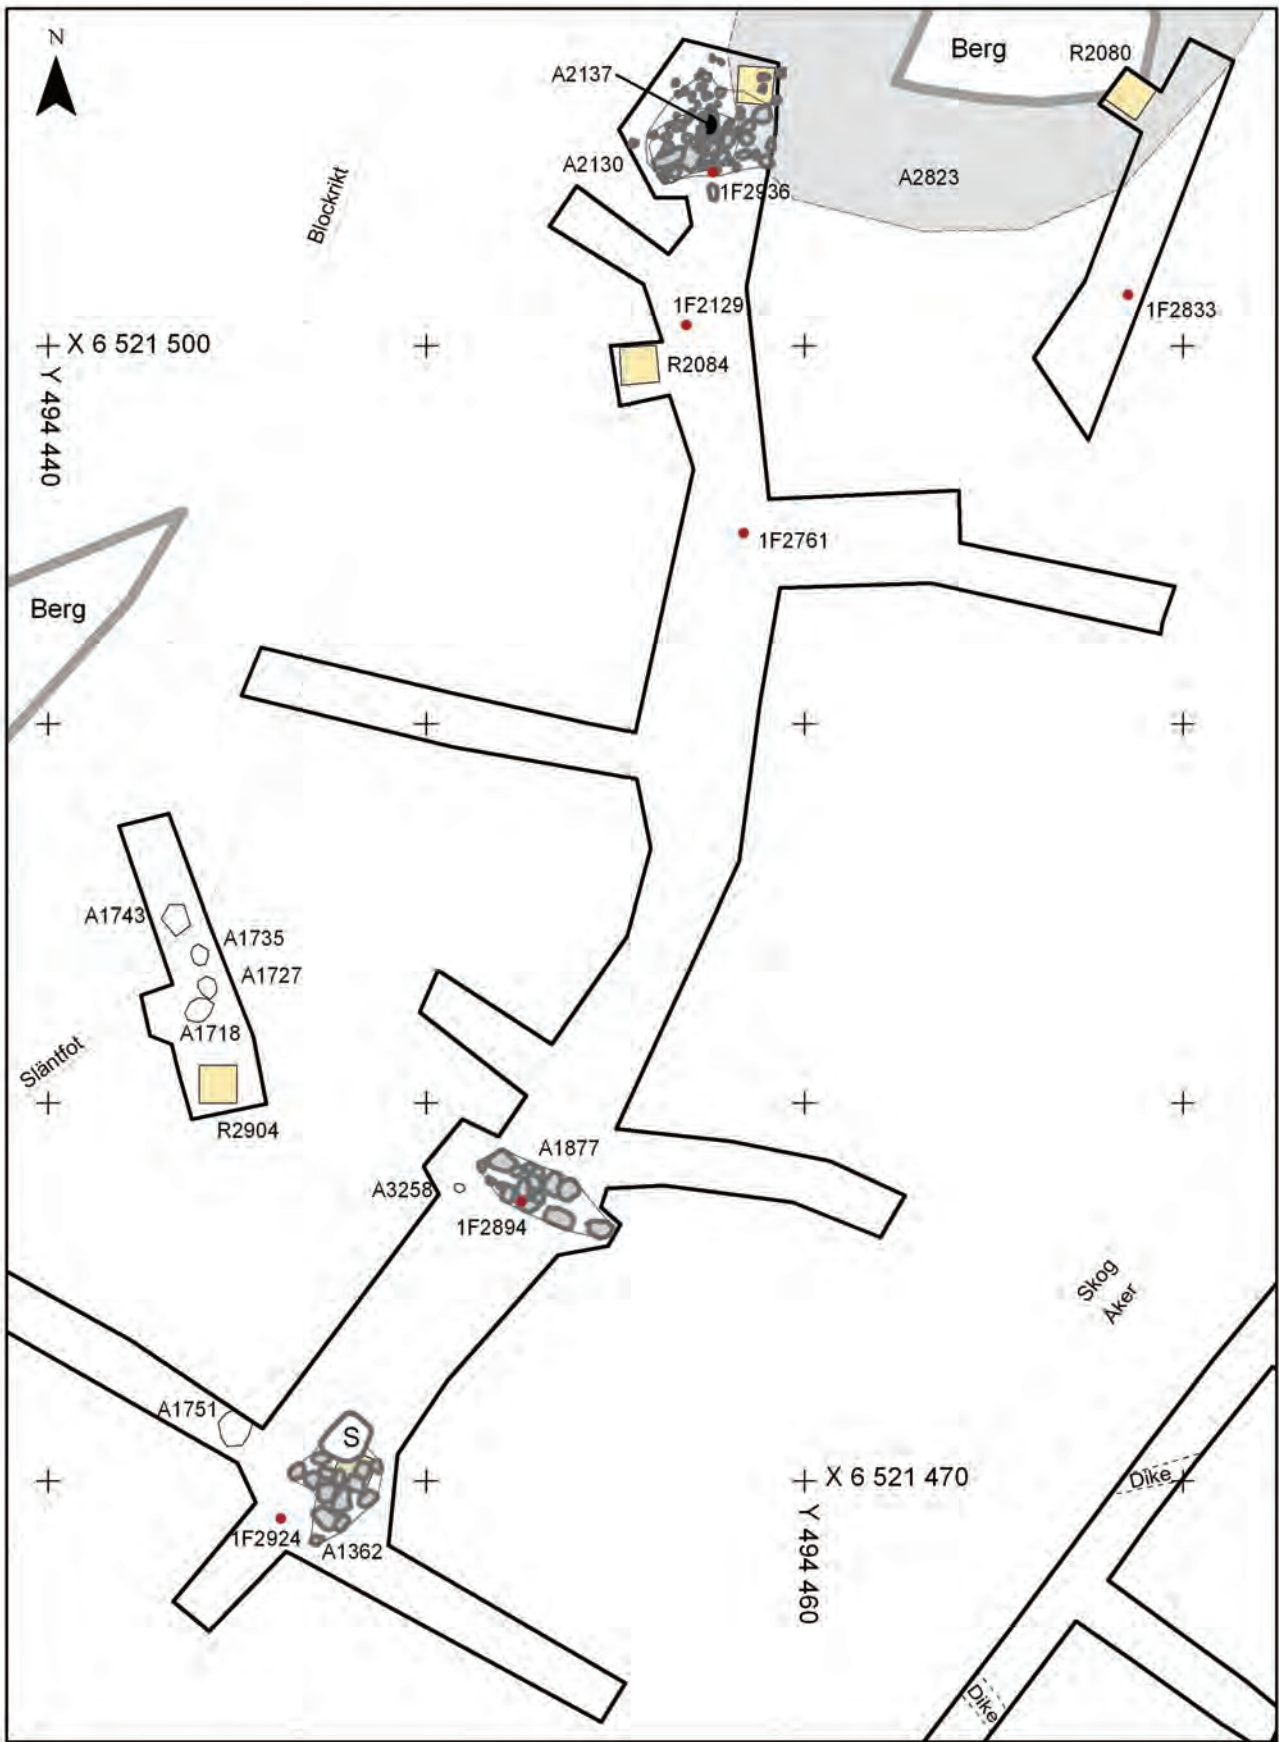 N
Berg
R2080
A2137
A2130
A2823
1F2936
Blockrikt
1F2129
1F2833
X 6 521 500
R2084
Y 494 440
1F2761
Berg
A1743
A1735
A1727
A1718
Släntfot
R2904
A1877
A3258
1F2894
Skog
Åker
A1751
S
X 6 521 470
Dike
Y 494 460
1F2924
A1362
Dike